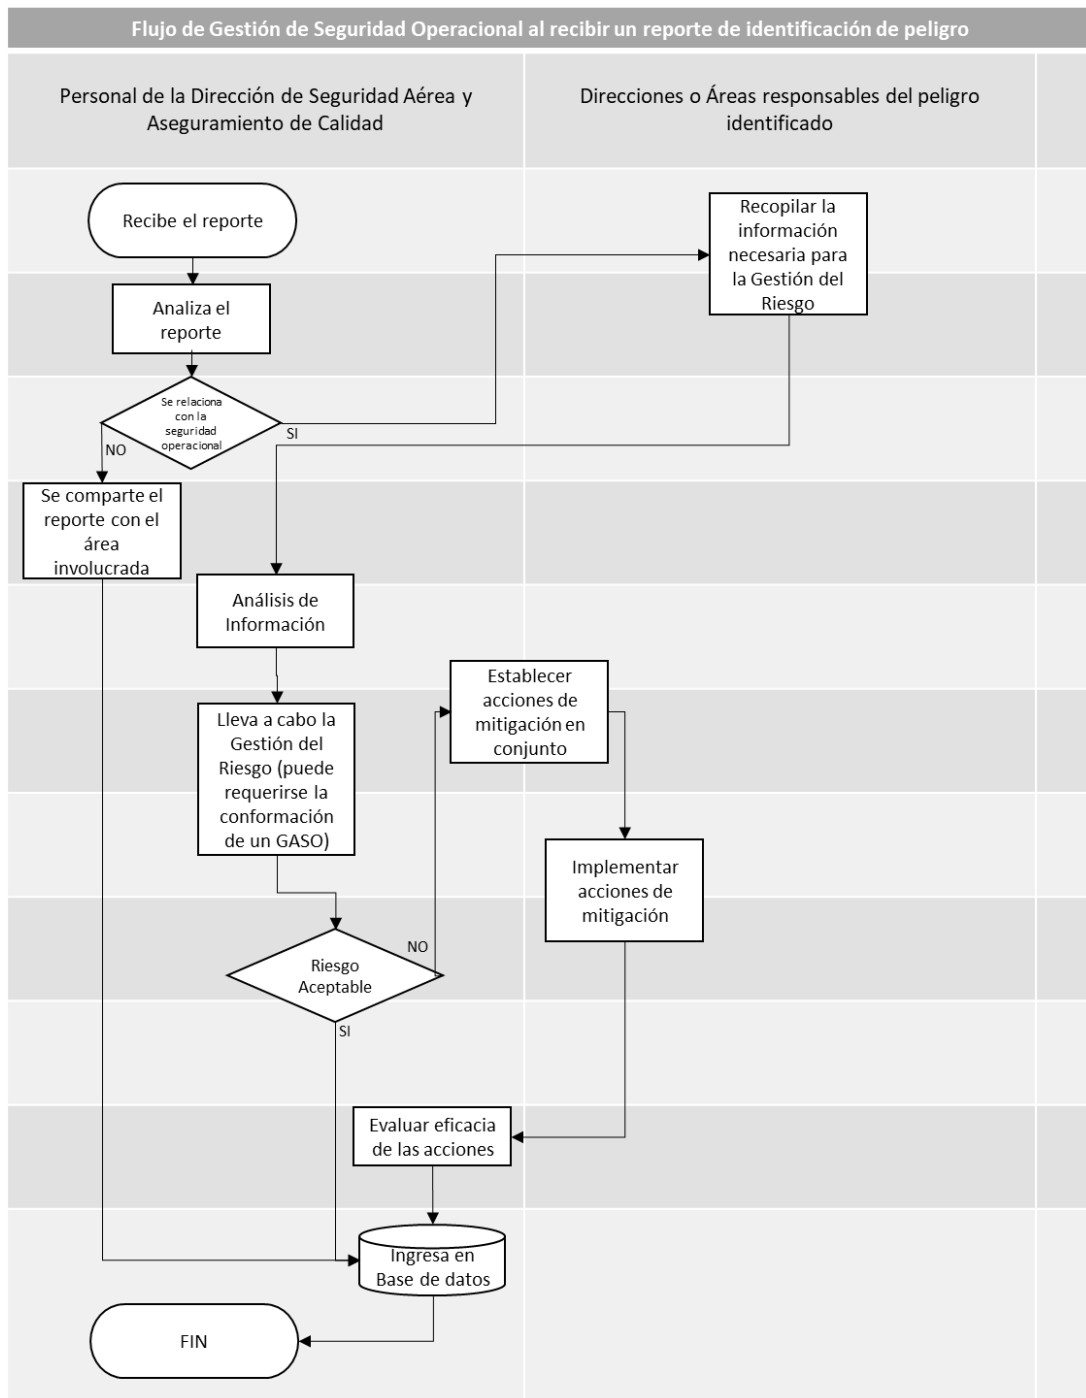 Flujo de Gestión de Seguridad Operacional al recibir un reporte de identificación de peligro
Personal de la Dirección de Seguridad Aérea y
Aseguramiento de Calidad
Direcciones o Áreas responsables del peligro
identificado
Recibe el reporte
Recopilar la
información
necesaria para
la Gestión del
Riesgo
Analiza el
reporte
Se relaciona
con la
seguridad
operacional
SI
NO
Se comparte el
reporte con el
área
involucrada
Análisis de
Información
Establecer
acciones de
mitigación en
conjunto
Lleva a cabo la
Gestión del
Riesgo (puede
requerirse la
conformación
de un GASO)
Implementar
acciones de
mitigación
NO
Riesgo
Aceptable
SI
Evaluar eficacia
de las acciones
Ingresa en
Base de datos
FIN